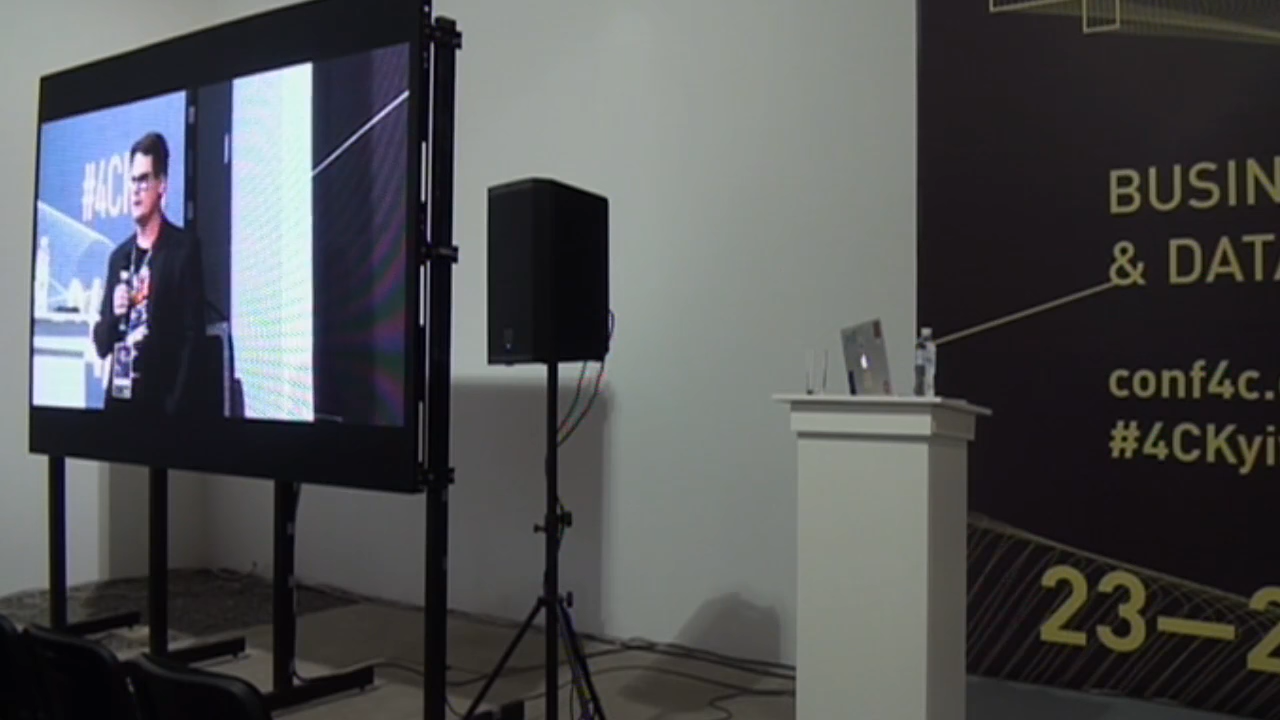 #4CK
BUSIN
& DATA
conf4c.
#4CKyi
23—2